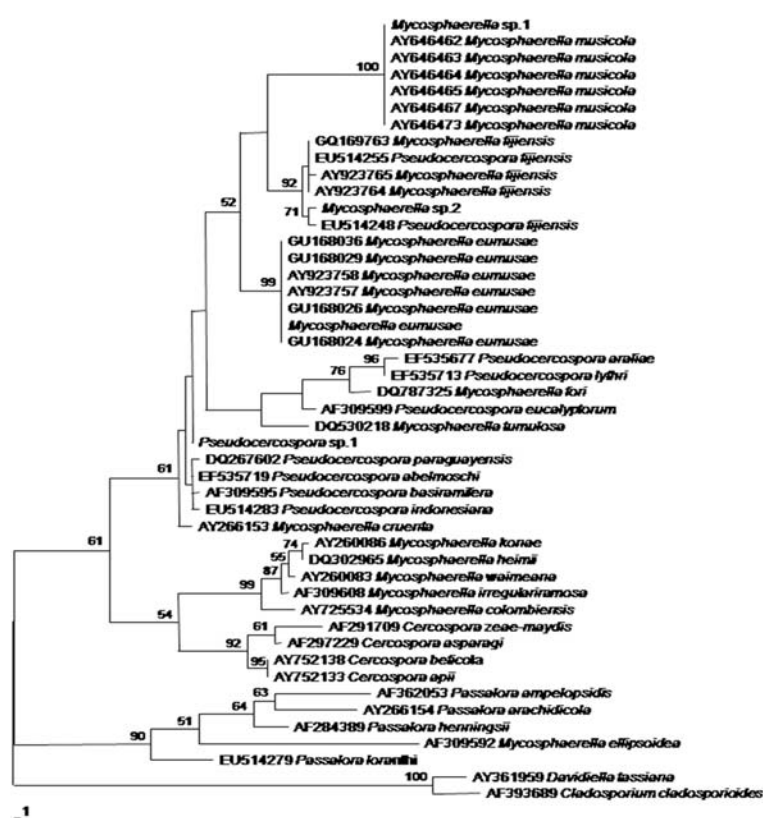 Mycosphaerella sp.1
AY646462 Mycosphaerella musicola
AY646463 Mycosphaerella musicola
AY646464 Mycosphaerella musicola
100
AY646465 Mycosphaerella musicola
AY646467 Mycosphaerella musicola
AY646473 Mycosphaerella musicola
GQ169763 Mycosphaerella fijiensis
EU514255 Pseudocercospora fijiensis
AY923765 Mycosphaerella fijiensis
92
AY923764 Mycosphaerella fijiensis
52
Mycosphaerella sp.2
71
EU514248 Pseudocercospora fijiensis
GU168036 Mycosphaerella eumusae
GU168029 Mycosphaerella eumusae
AY923758 Mycosphaerella eumusae
99
AY923757 Mycosphaerella eumusae
GU168026 Mycosphaerella eumusae
Mycosphaerella eumusae
GU168024 Mycosphaerella eumusae
96
EF535677 Pseudocercospora araliae
76
EF535713 Pseudocercospora lythri
DQ787325 Mycosphaerella fori
AF309599 Pseudocercospora eucalyptorum
DQ530218 Mycosphaerella tumulosa
Pseudocercospora sp.1
DQ267602 Pseudocercospora paraguayensis
61
EF535719 Pseudocercospora abelmoschi
AF309595 Pseudocercospora basiramifera
EU514283 Pseudocercospora indonesiana
AY266153 Mycosphaerella cruenta
61
74
AY260086 Mycosphaerella konae
55
DQ302965 Mycosphaerella heimii
87
AY260083 Mycosphaerella waimeana
99
AF309608 Mycosphaerella irregulariramosa
AY725534 Mycosphaerella colombiensis
54
61
AF291709 Cercospora zeae-maydis
92
AF297229 Cercospora asparagi
95
AY752138 Cercospora beticola
AY752133 Cercospora apii
63
AF362053 Passalora ampelopsidis
64
AY266154 Passalora arachidicola
51
AF284389 Passalora henningsii
90
AF309592 Mycosphaerella ellipsoidea
EU514279 Passalora loranthi
100
AY361959 Davidiella tassiana
AF393689 Cladosporium cladosporioides
1